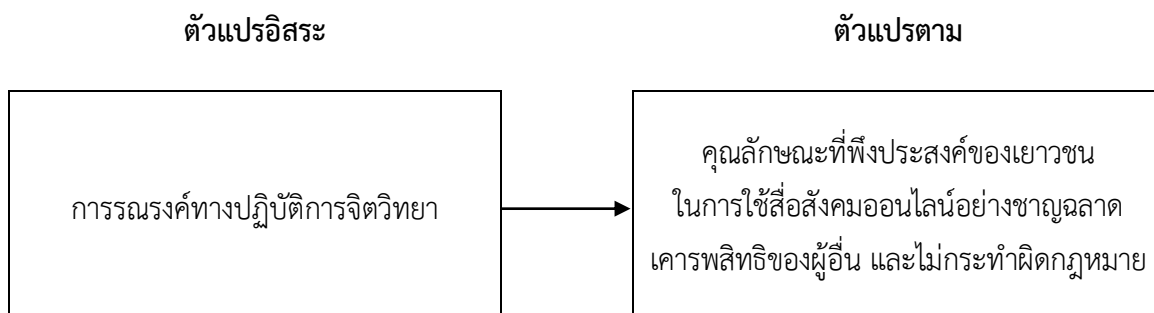 ตัวแปรอิสระ
ตัวแปรตาม
การรณรงค์ทางปฏิบัติการจิตวิทยา
คุณลักษณะที่พึงประสงค์ของเยาวชน
ในการใช้สื่อสังคมออนไลน์อย่างชาญฉลาด
เคารพสิทธิของผู้อื่น และไม่กระทำผิดกฎหมาย